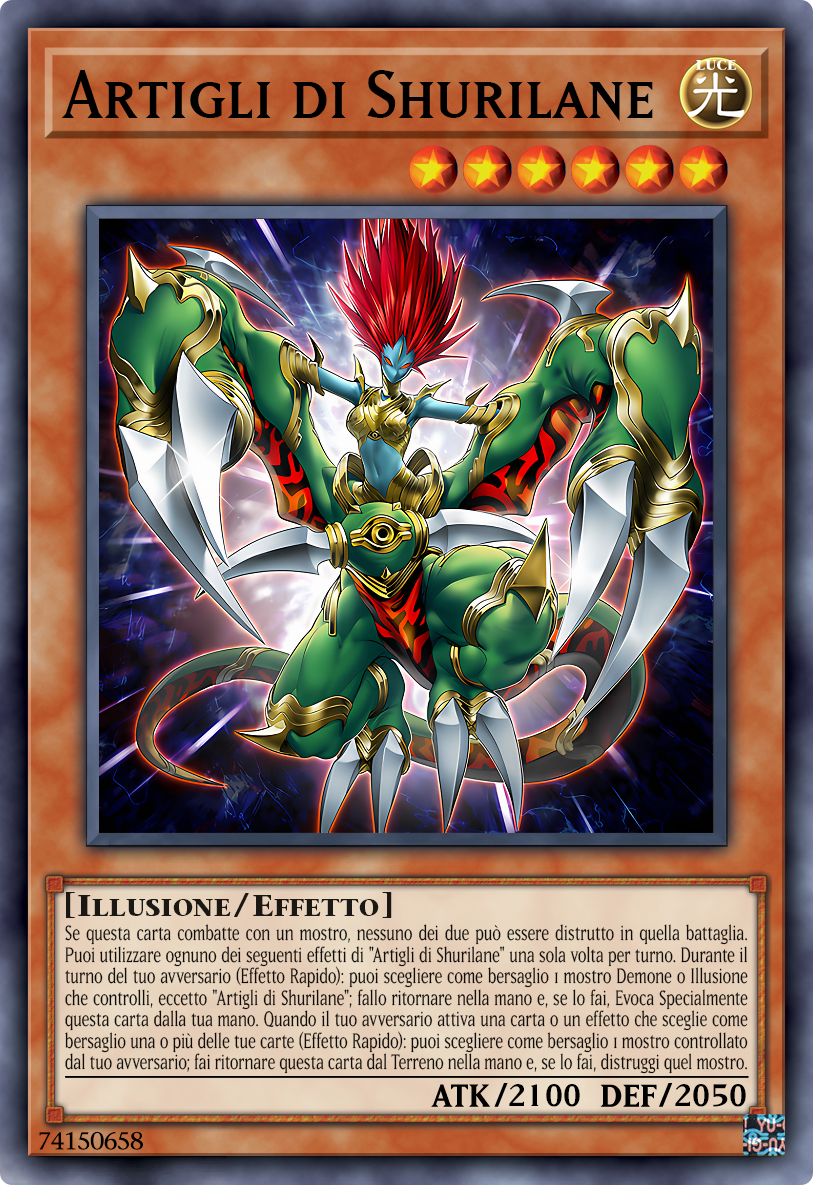 Artigli di Shurilane
LUCE
光
[Illusione/Effetto]
Se questa carta combatte con un mostro, nessuno dei due può essere distrutto in quella battaglia.
Puoi utilizzare ognuno dei seguenti effetti di "Artigli di Shurilane" una sola volta per turno. Durante il
turno del tuo avversario (Effetto Rapido): puoi scegliere come bersaglio 1 mostro Demone o Illusione
che controlli, eccetto "Artigli di Shurilane"; fallo ritornare nella mano e, se lo fai, Evoca Specialmente
questa carta dalla tua mano. Quando il tuo avversario attiva una carta o un effetto che sceglie come
bersaglio una o più delle tue carte (Effetto Rapido): puoi scegliere come bersaglio 1 mostro controllato
dal tuo avversario; fai ritornare questa carta dal Terreno nella mano e, se lo fai, distruggi quel mostro.
ATK/2100 DEF/2050
74150658